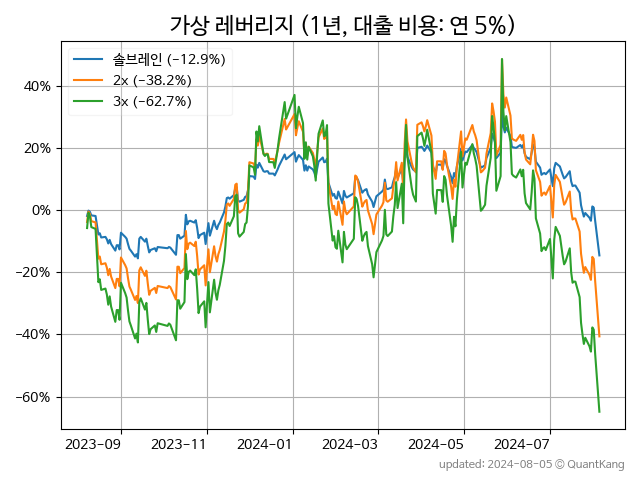 가상 레버리지 (1년, 대출 비용: 연 5%)
솔브레인 (−12.9%)
2x (−38.2%)
3x (−62.7%)
40%
20%
0%
−20%
−40%
−60%
2023-09 2023-11 2024-01 2024-03 2024-05 2024-07
updated: 2024-08-05 © QuantKang